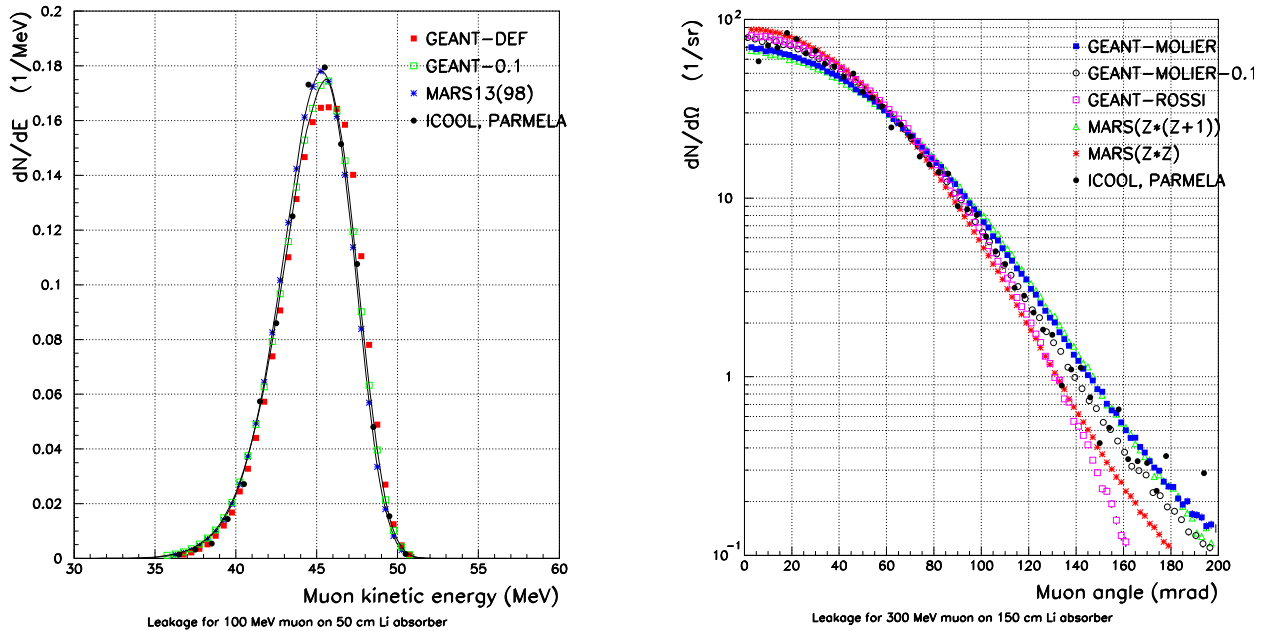 0.2
0.18
0.16
0.14
0.12
0.1
0.08
0.06
0.04
0.02
0
dN/dE (1/MeV)
GEANT-DEF
GEANT-0.1
MARS13(98)
ICOOL, PARMELA
30 35 40 45 50 55 60
Muon kinetic energy (MeV)
Leakage for 100 MeV muon on 50 cm Li absorber
10^2
10
1
10^-1
dN/dΩ (1/sr)
GEANT-MOLIER
GEANT-MOLIER-0.1
GEANT-ROSSI
MARS(Z*(Z+1))
MARS(Z*Z)
ICOOL, PARMELA
0 20 40 60 80 100 120 140 160 180 200
Muon angle (mrad)
Leakage for 300 MeV muon on 150 cm Li absorber